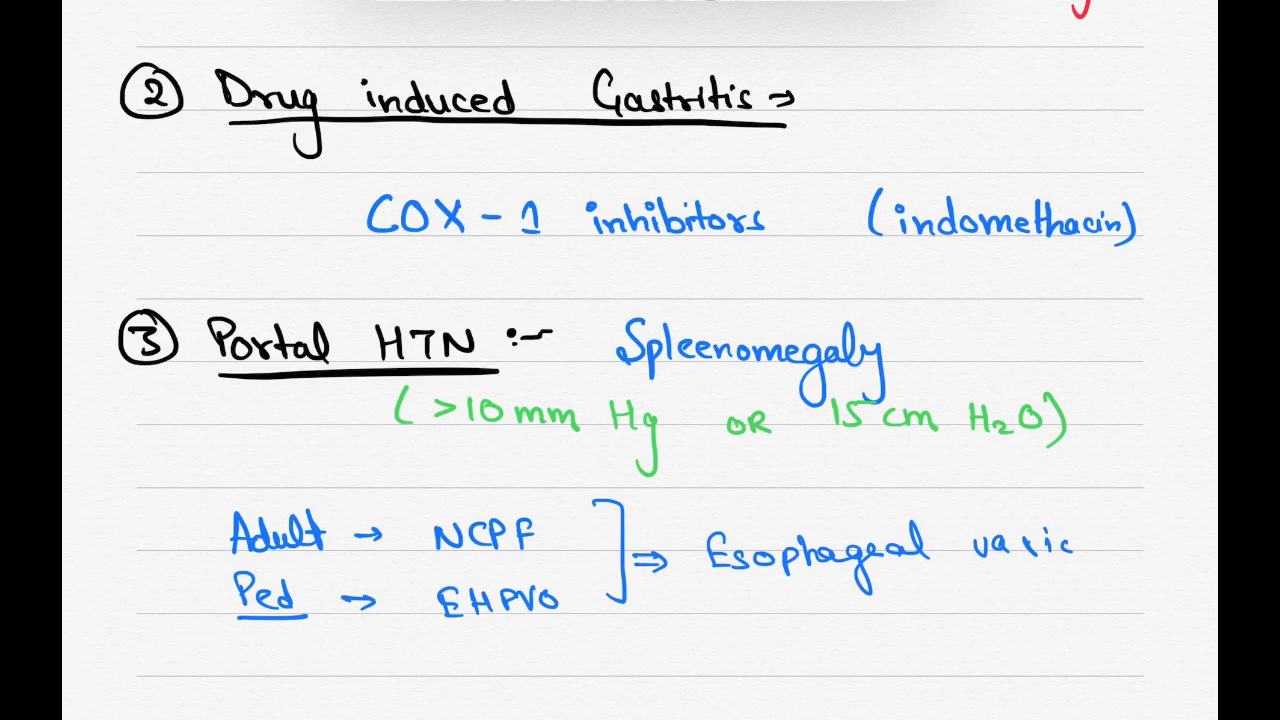 ② Drug induced Gastritis →
COX-1 inhibitors (indomethacin)
③ Portal HTN :- Spleenomegaly
(>10 mm Hg OR 15 cm H₂O)
Adult → NCPF
Ped → EHPVO
⇒ Esophageal varic